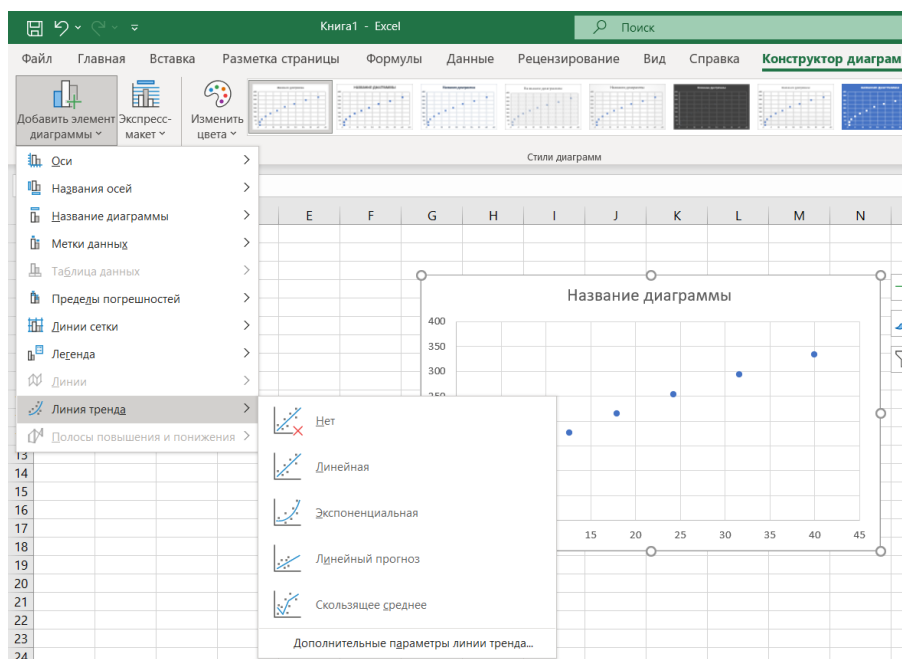 Книга1 - Excel
Поиск
Файл Главная Вставка Разметка страницы Формулы Данные Рецензирование Вид Справка Конструктор диаграм
Добавить элемент диаграммы
Экспресс-макет
Изменить цвета
Стили диаграмм
Оси
Названия осей
Название диаграммы
Метки данных
Таблица данных
Пределы погрешностей
Линии сетки
Легенда
Линии
Линия тренда
Полосы повышения и понижения
Нет
Линейная
Экспоненциальная
Линейный прогноз
Скользящее среднее
Дополнительные параметры линии тренда...
E F G H I J K L M N
13
14
15
16
17
18
19
20
21
22
23
24
Название диаграммы
400
350
300
250
15 20 25 30 35 40 45